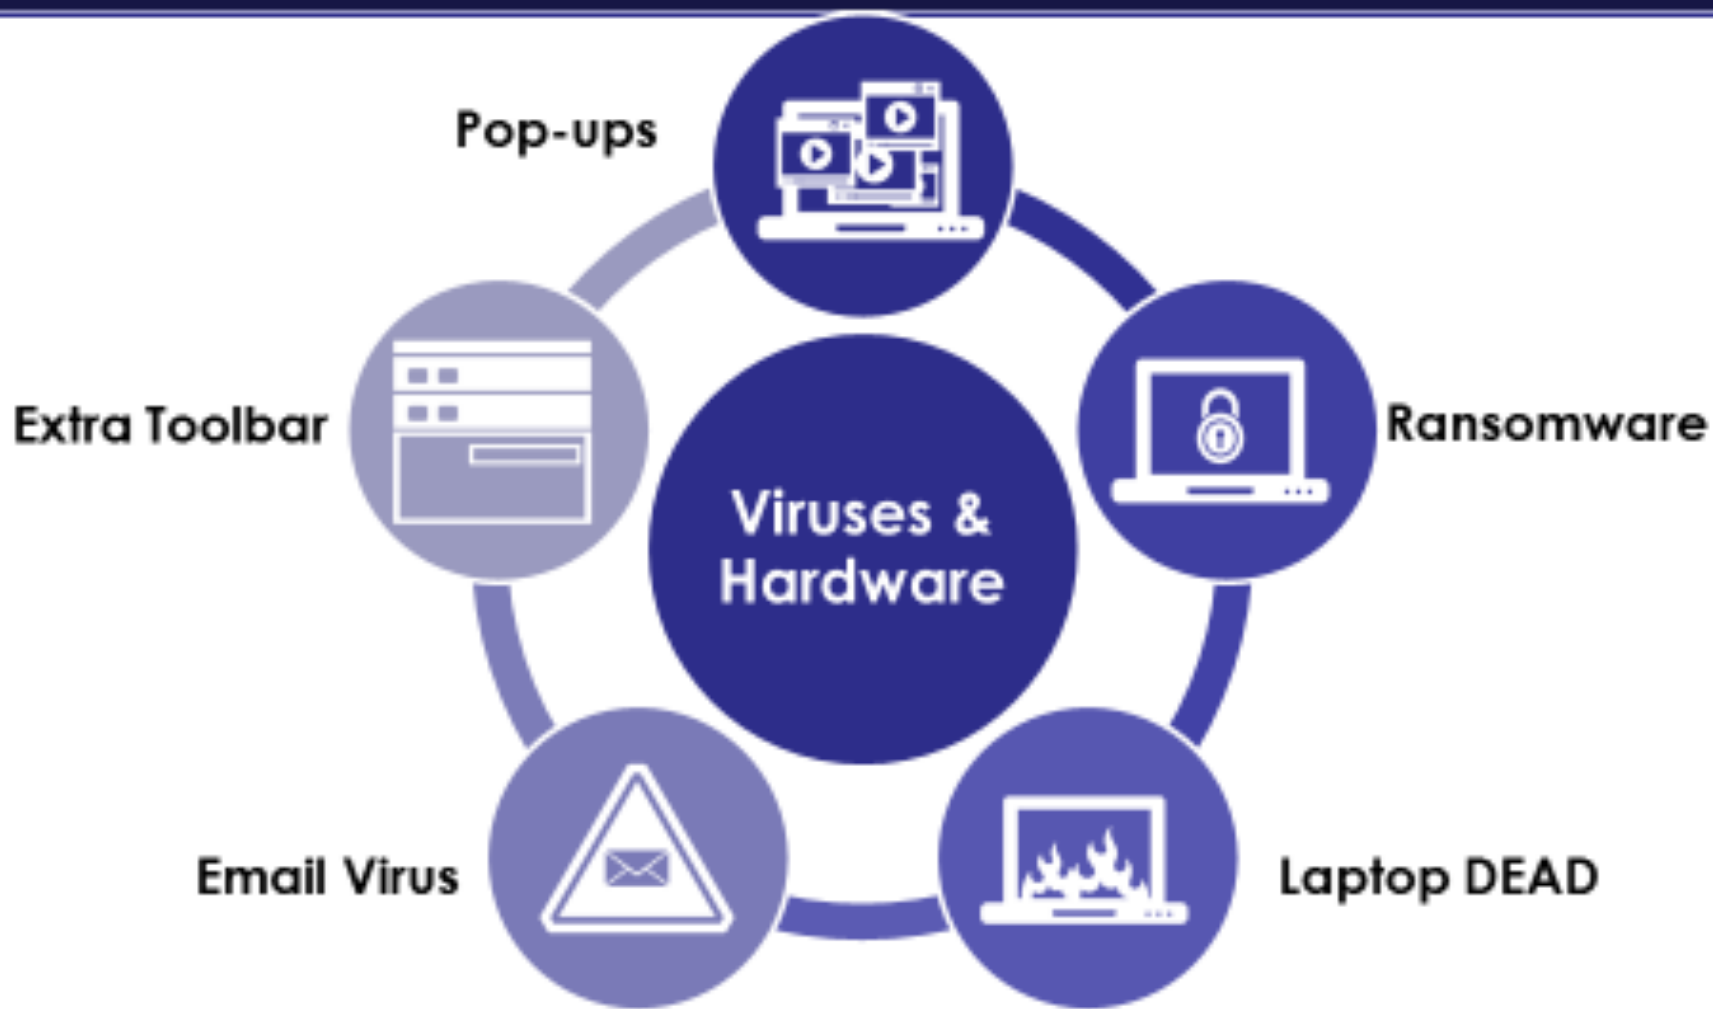 Pop-ups
Extra Toolbar
Ransomware
Viruses &
Hardware
Email Virus
Laptop DEAD